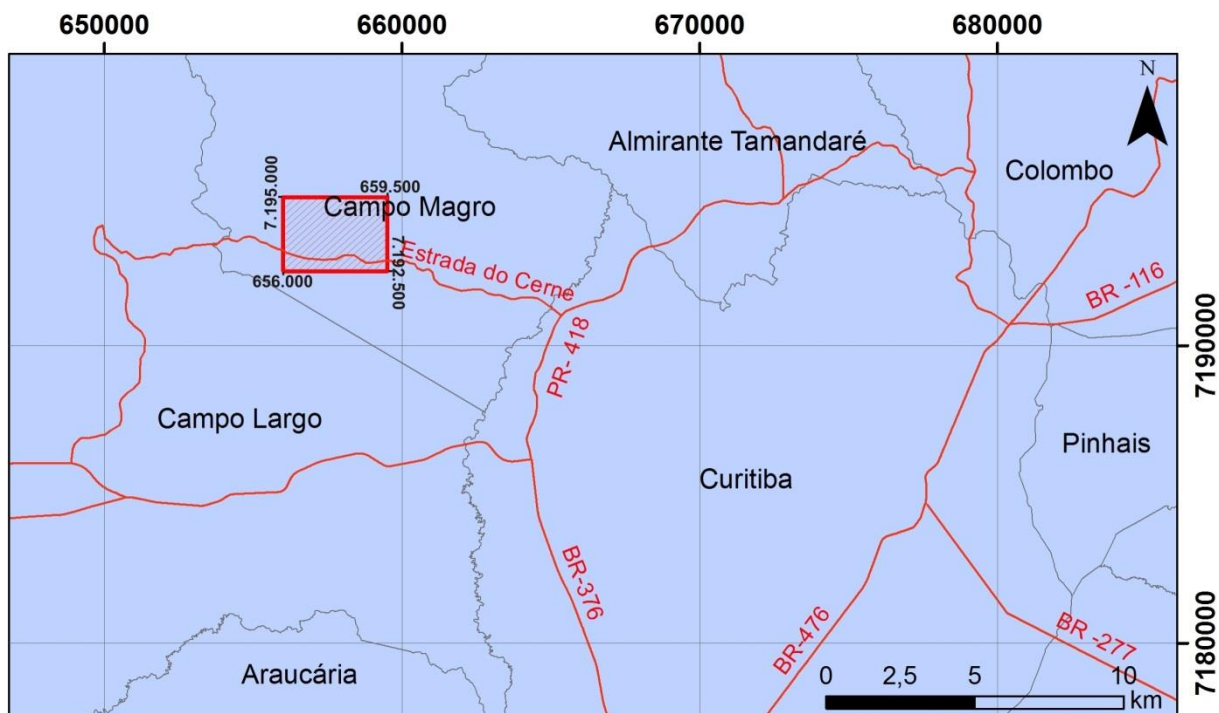 650000
660000
670000
680000
N
Almirante Tamandaré
Colombo
7.195.000
659.500
Campo Magro
Estrada do Cerne
7.192.500
656.000
BR -116
PR- 418
7190000
Campo Largo
Pinhais
Curitiba
BR-376
BR-476
BR -277
7180000
Araucária
0 2,5 5 10
km